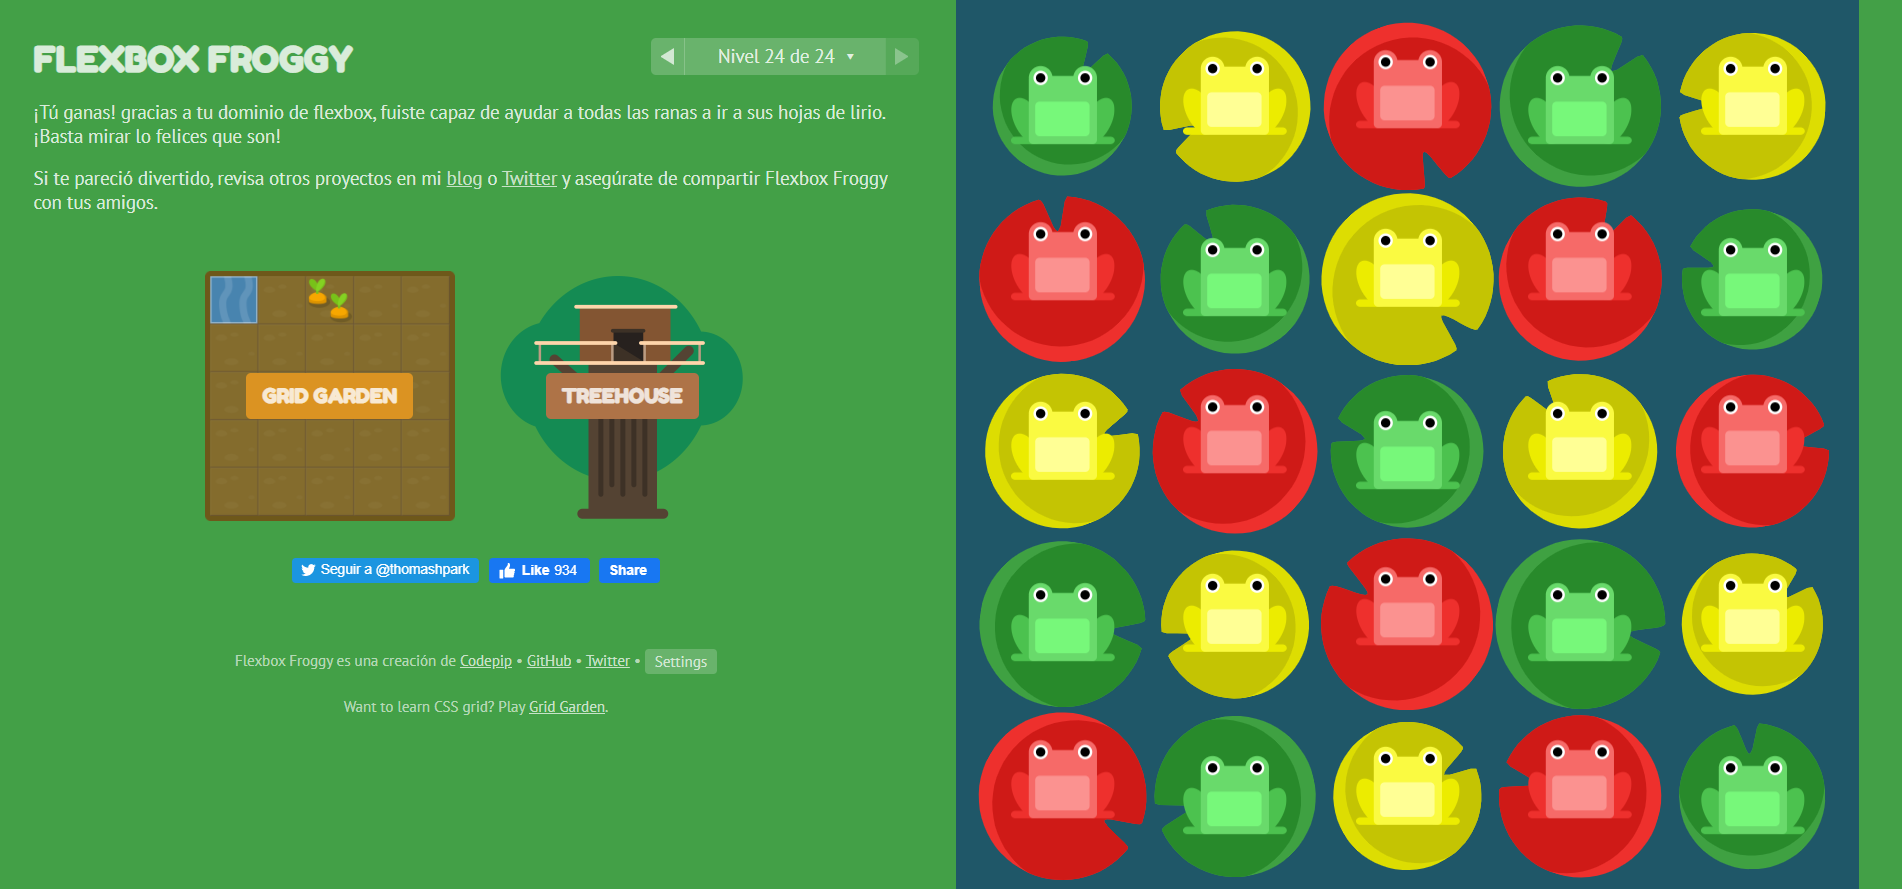 FLEXBOX FROGGY
Nivel 24 de 24
¡Tú ganas! gracias a tu dominio de flexbox, fuiste capaz de ayudar a todas las ranas a ir a sus hojas de lirio.
¡Basta mirar lo felices que son!
Si te pareció divertido, revisa otros proyectos en mi blog o Twitter y asegúrate de compartir Flexbox Froggy
con tus amigos.
GRID GARDEN
TREEHOUSE
Seguir a @thomashpark
Like 934
Share
Flexbox Froggy es una creación de Codepip • GitHub • Twitter • Settings
Want to learn CSS grid? Play Grid Garden.